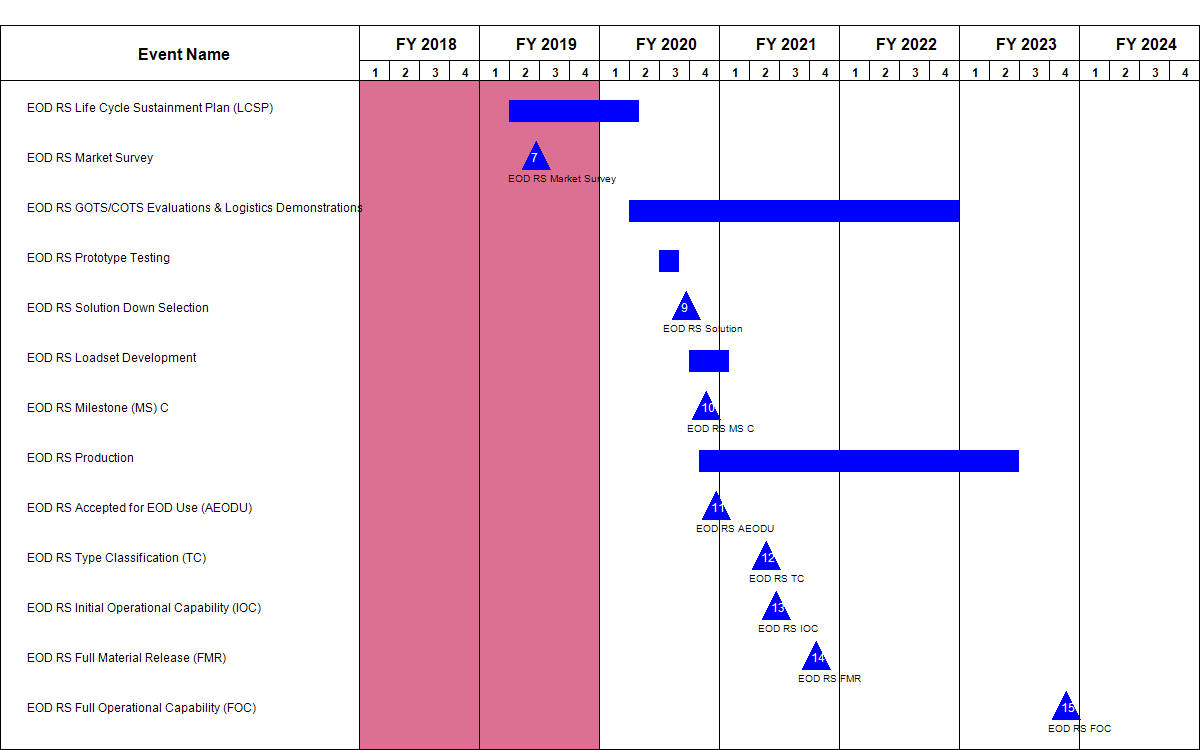 Event Name
FY 2018 FY 2019 FY 2020 FY 2021 FY 2022 FY 2023 FY 2024
1 2 3 4 1 2 3 4 1 2 3 4 1 2 3 4 1 2 3 4 1 2 3 4 1 2 3 4
EOD RS Life Cycle Sustainment Plan (LCSP)
EOD RS Market Survey
7
EOD RS Market Survey
EOD RS GOTS/COTS Evaluations & Logistics Demonstrations
EOD RS Prototype Testing
EOD RS Solution Down Selection
9
EOD RS Solution
EOD RS Loadset Development
EOD RS Milestone (MS) C
10
EOD RS MS C
EOD RS Production
EOD RS Accepted for EOD Use (AEODU)
11
EOD RS AEODU
EOD RS Type Classification (TC)
12
EOD RS TC
EOD RS Initial Operational Capability (IOC)
13
EOD RS IOC
EOD RS Full Material Release (FMR)
14
EOD RS FMR
EOD RS Full Operational Capability (FOC)
15
EOD RS FOC